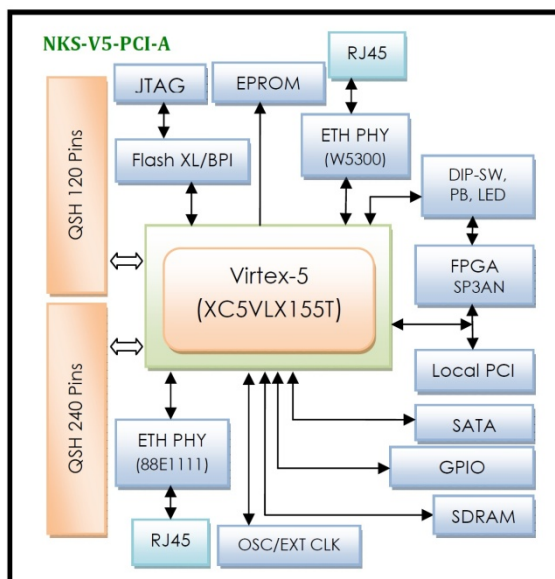 NKS-V5-PCI-A
RJ45
JTAG
EPROM
ETH PHY
(W5300)
Flash XL/BPI
DIP-SW,
PB, LED
QSH 120 Pins
Virtex-5
(XC5VLX155T)
FPGA
SP3AN
Local PCI
QSH 240 Pins
ETH PHY
(88E1111)
SATA
GPIO
SDRAM
RJ45
OSC/EXT CLK